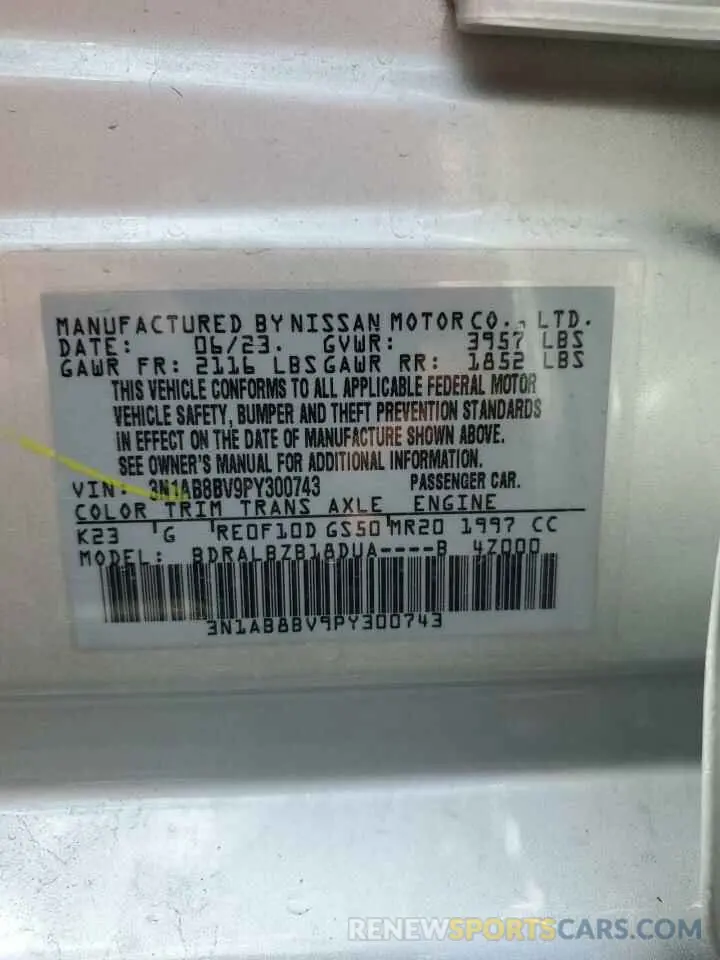 MANUFACTURED BY NISSAN MOTOR CO., LTD.
DATE: 06/23. GVWR: 3957 LBS
GAWR FR: 2116 LBS GAWR RR: 1852 LBS
THIS VEHICLE CONFORMS TO ALL APPLICABLE FEDERAL MOTOR
VEHICLE SAFETY, BUMPER AND THEFT PREVENTION STANDARDS
IN EFFECT ON THE DATE OF MANUFACTURE SHOWN ABOVE.
SEE OWNER'S MANUAL FOR ADDITIONAL INFORMATION.
VIN: 3N1AB8BV9PY300743 PASSENGER CAR.
COLOR TRIM TRANS AXLE ENGINE
K23 G RE0F10D GS50 MR20 1997 CC
MODEL: BDRALBZB18DUA----B 4Z000
3N1AB8BV9PY300743
RENEWSPORTSCARS.COM